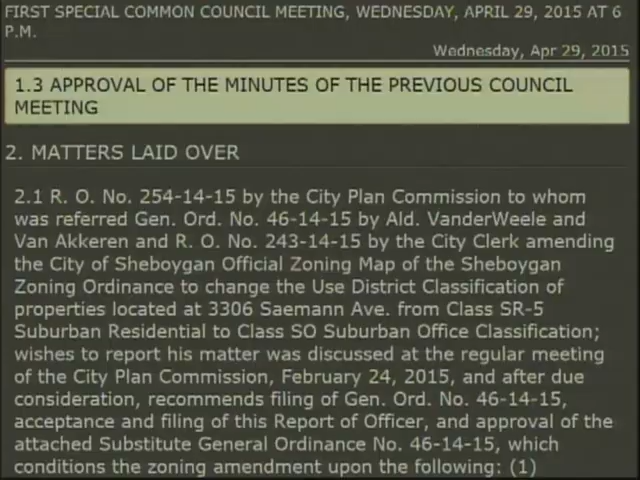 FIRST SPECIAL COMMON COUNCIL MEETING, WEDNESDAY, APRIL 29, 2015 AT 6
P.M.
Wednesday, Apr 29, 2015
1.3 APPROVAL OF THE MINUTES OF THE PREVIOUS COUNCIL
MEETING
2. MATTERS LAID OVER
2.1 R. O. No. 254-14-15 by the City Plan Commission to whom
was referred Gen. Ord. No. 46-14-15 by Ald. VanderWeele and
Van Akkeren and R. O. No. 243-14-15 by the City Clerk amending
the City of Sheboygan Official Zoning Map of the Sheboygan
Zoning Ordinance to change the Use District Classification of
properties located at 3306 Saemann Ave. from Class SR-5
Suburban Residential to Class SO Suburban Office Classification;
wishes to report his matter was discussed at the regular meeting
of the City Plan Commission, February 24, 2015, and after due
consideration, recommends filing of Gen. Ord. No. 46-14-15,
acceptance and filing of this Report of Officer, and approval of the
attached Substitute General Ordinance No. 46-14-15, which
conditions the zoning amendment upon the following: (1)